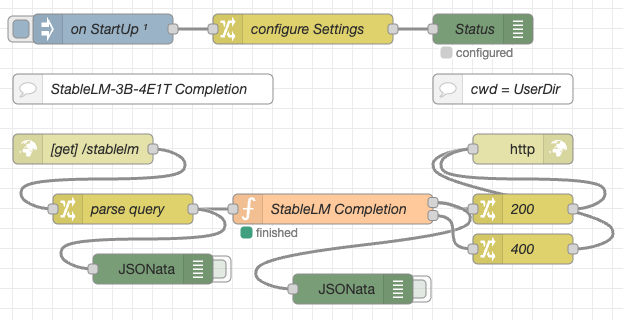 on StartUp ¹
configure Settings
Status
configured
StableLM-3B-4E1T Completion
cwd = UserDir
[get] /stablelm
http
parse query
StableLM Completion
200
finished
400
JSONata
JSONata